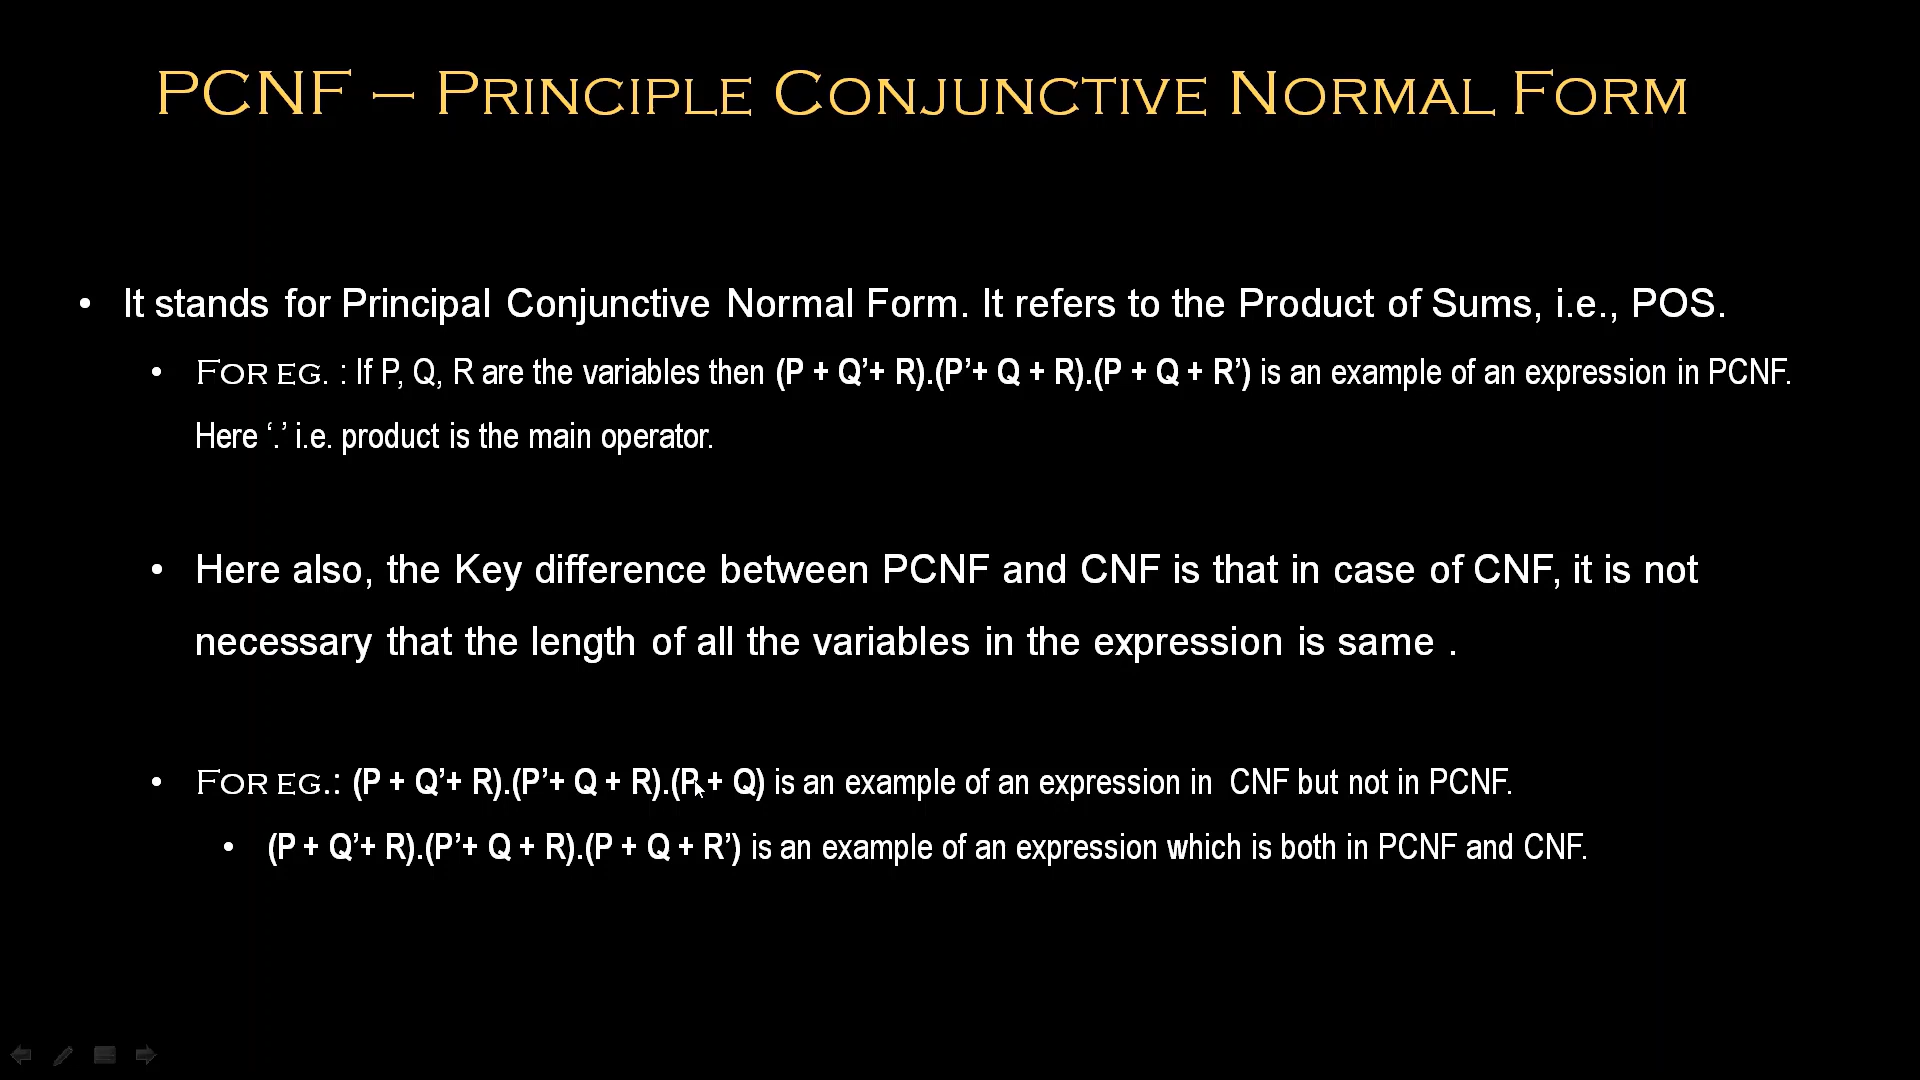 PCNF – Principle Conjunctive Normal Form
• It stands for Principal Conjunctive Normal Form. It refers to the Product of Sums, i.e., POS.
• For eg. : If P, Q, R are the variables then (P + Q’+ R).(P’+ Q + R).(P + Q + R’) is an example of an expression in PCNF.
Here ‘.’ i.e. product is the main operator.
• Here also, the Key difference between PCNF and CNF is that in case of CNF, it is not
necessary that the length of all the variables in the expression is same .
• For eg.: (P + Q’+ R).(P’+ Q + R).(P + Q) is an example of an expression in CNF but not in PCNF.
• (P + Q’+ R).(P’+ Q + R).(P + Q + R’) is an example of an expression which is both in PCNF and CNF.